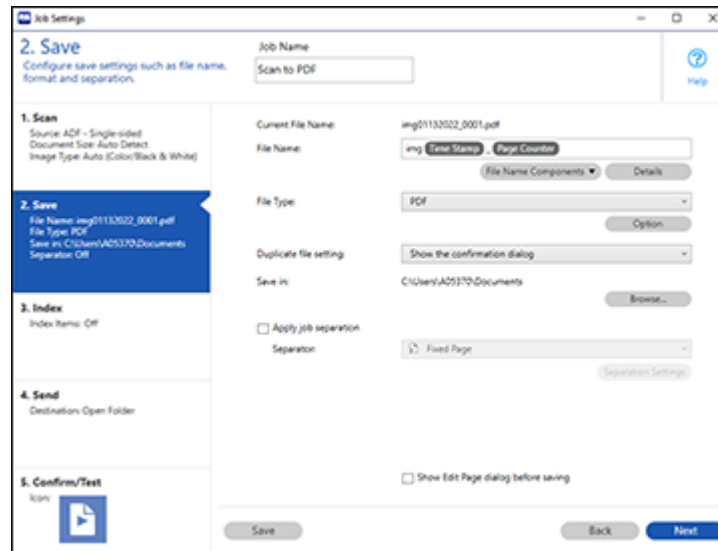 Job Settings
2. Save
Configure save settings such as file name,
format and separation.
Job Name
Scan to PDF
Help
1. Scan
Source: ADF - Single-sided
Document Size: Auto Detect
Image Type: Auto (Color/Black & White)
2. Save
File Name: img01132022_0001.pdf
File Type: PDF
Save in: C:\Users\A05370\Documents
Separator: Off
3. Index
Index Items: Off
4. Send
Destination: Open Folder
5. Confirm/Test
Icon:
Current File Name: img01132022_0001.pdf
File Name: img Time Stamp _ Page Counter
File Name Components Details
File Type: PDF
Option
Duplicate file setting: Show the confirmation dialog
Save in: C:\Users\A05370\Documents
Browse...
Apply job separation
Separator: Fixed Page
Separation Settings
Show Edit Page dialog before saving
Save Back Next